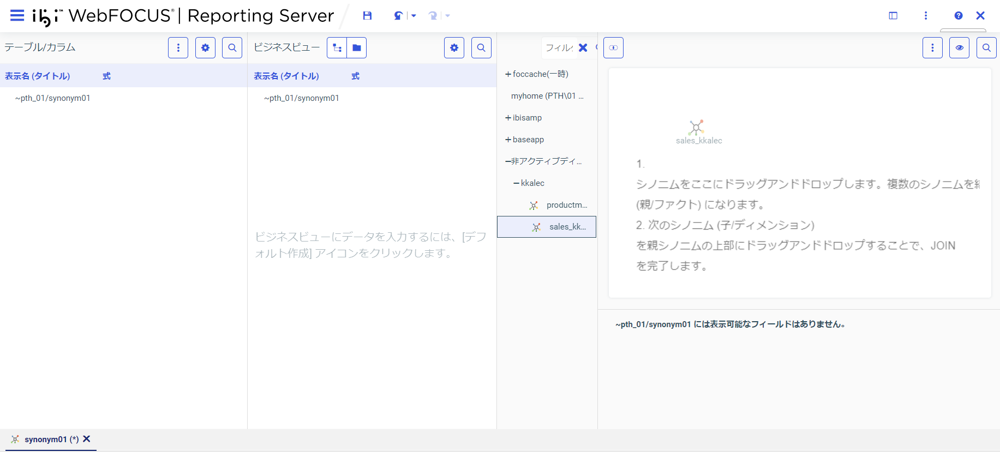 ibi™ WebFOCUS® | Reporting Server
テーブル/カラム
表示名 (タイトル) 式
~pth_01/synonym01
ビジネスビュー
表示名 (タイトル) 式
~pth_01/synonym01
ビジネスビューにデータを入力するには、[デフ
ォルト作成] アイコンをクリックします。
フィル
+foccache(一時)
myhome (PTH\01 ...
+ibisamp
+baseapp
−非アクティブディ...
−kkalec
productm...
sales_kk...
sales_kkalec
1.
シノニムをここにドラッグアンドドロップします。複数のシノニムを
(親/ファクト) になります。
2. 次のシノニム (子/ディメンション)
を親シノニムの上部にドラッグアンドドロップすることで、JOIN
を完了します。
~pth_01/synonym01 には表示可能なフィールドはありません。
synonym01 (*)